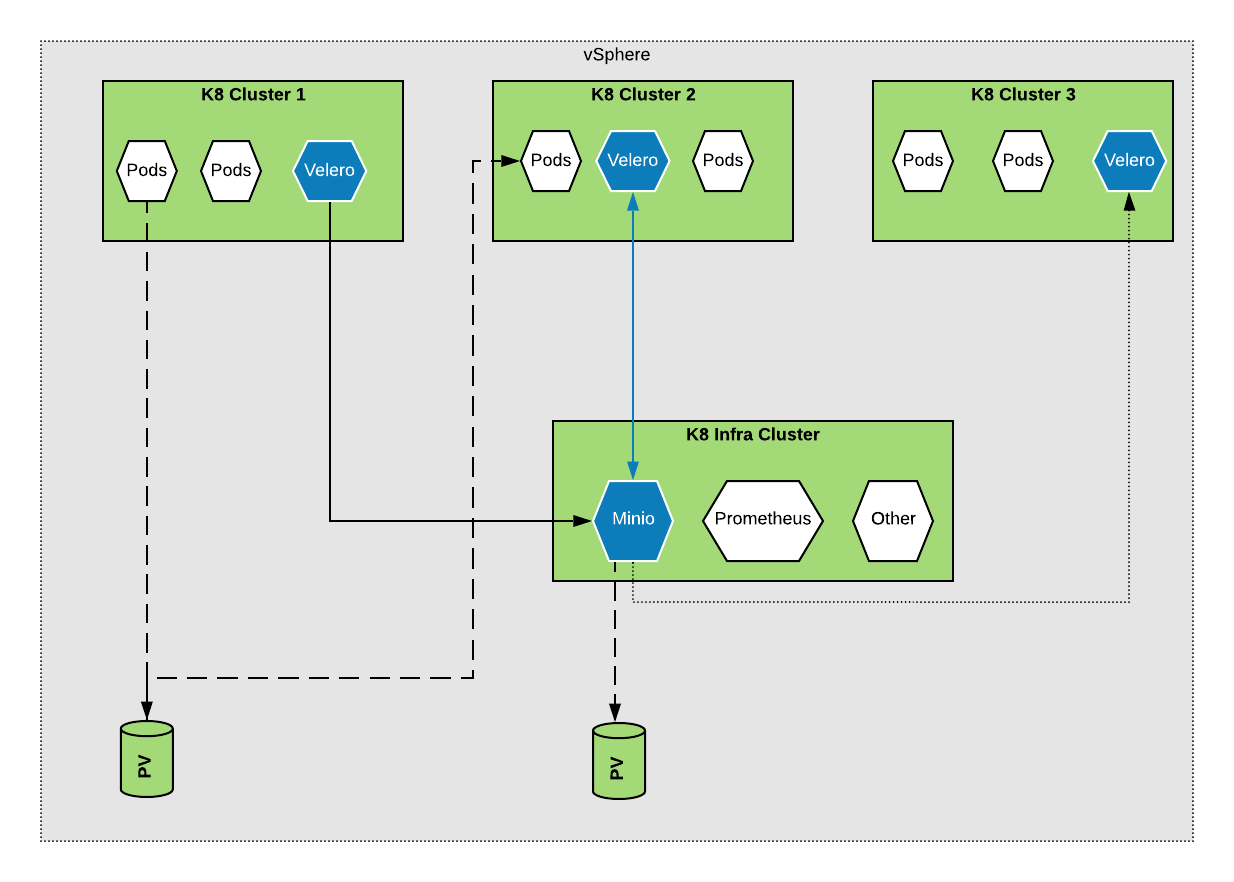 vSphere
K8 Cluster 1
Pods
Pods
Velero
K8 Cluster 2
Pods
Velero
Pods
K8 Cluster 3
Pods
Pods
Velero
K8 Infra Cluster
Minio
Prometheus
Other
PV
PV